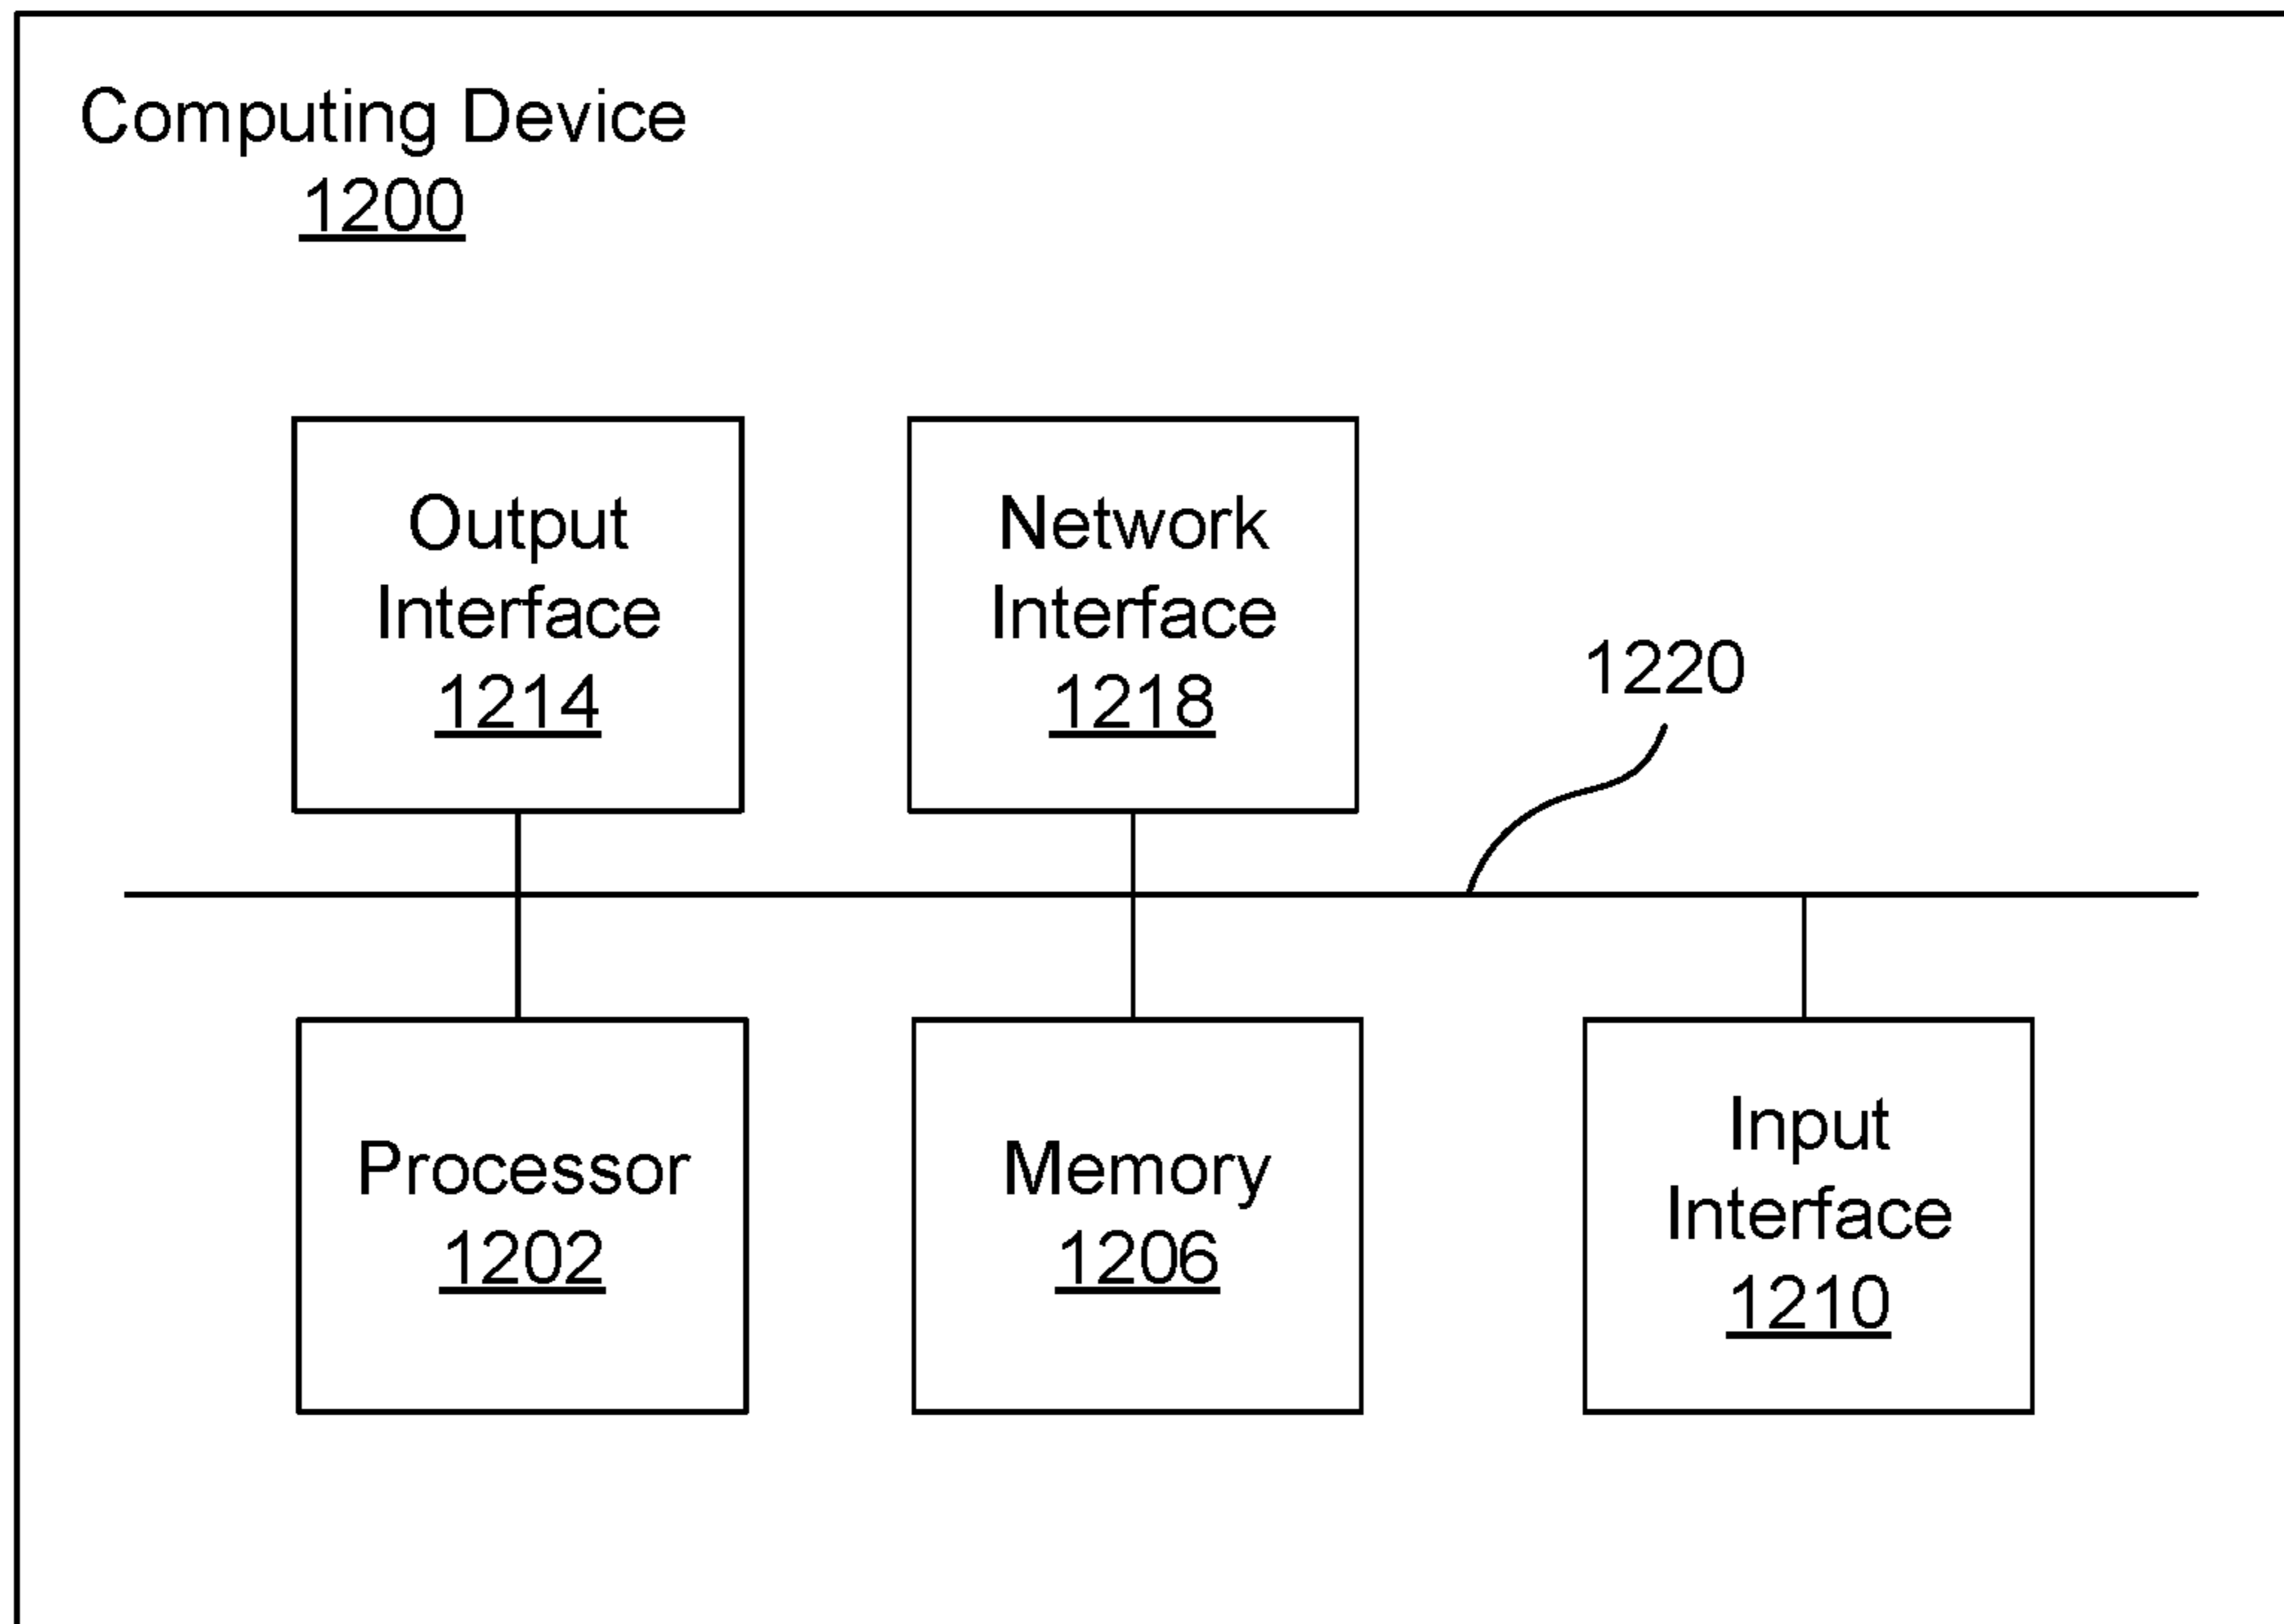 Computing Device
1200
Output
Interface
1214
Network
Interface
1218
1220
Processor
1202
Memory
1206
Input
Interface
1210